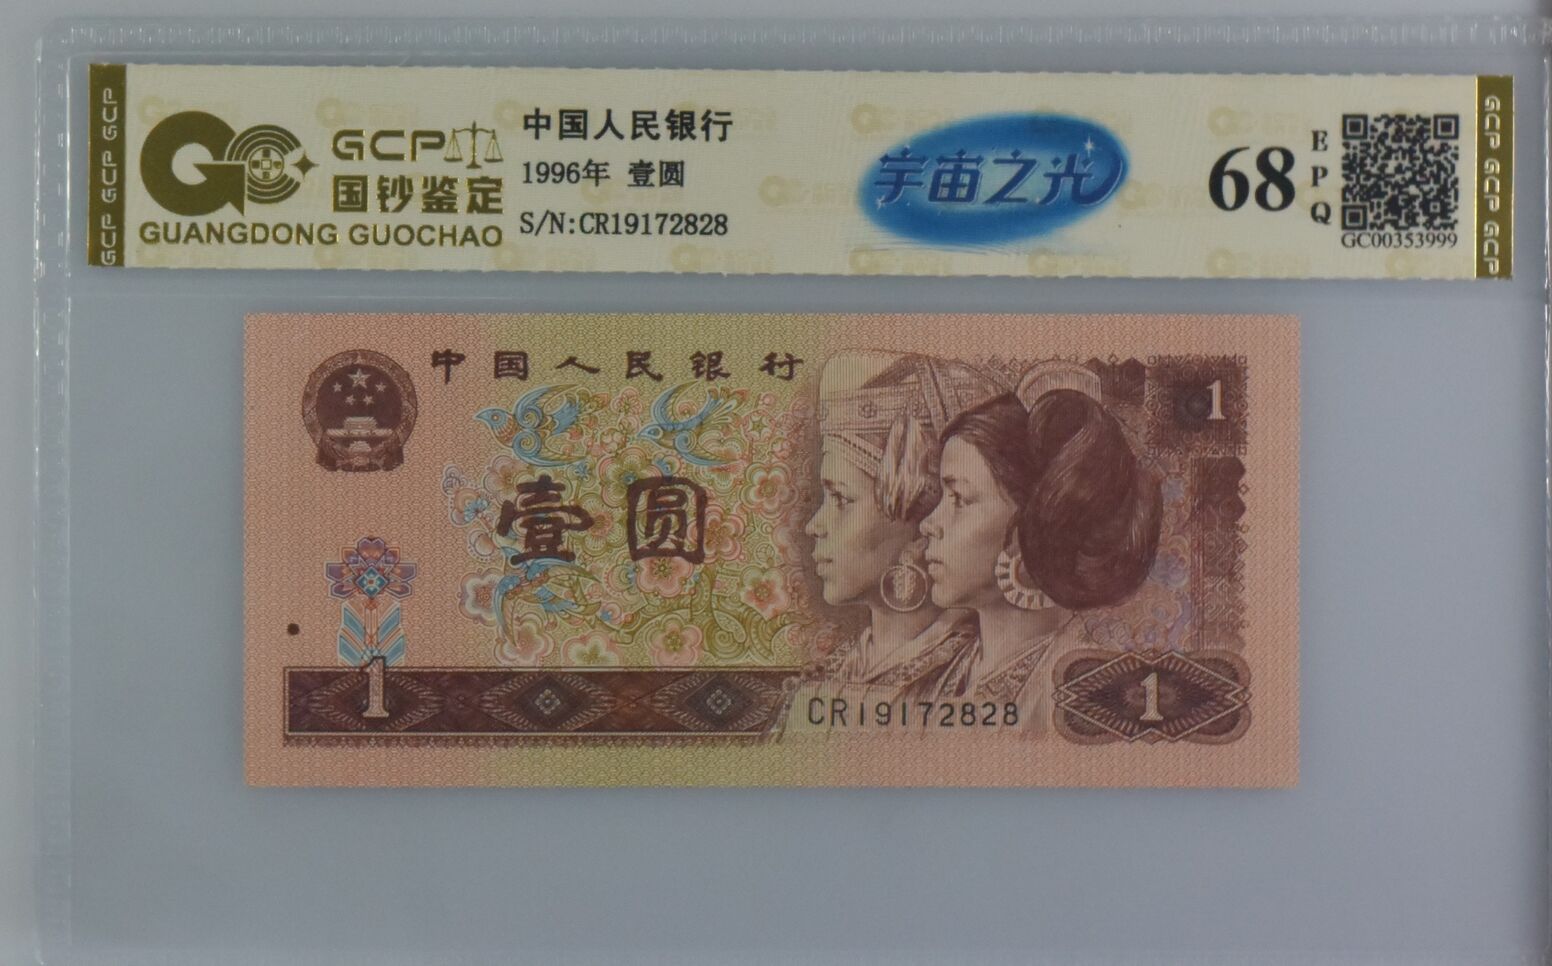 GCP GCP GCP
GCP
国钞鉴定
GUANGDONG GUOCHAO
中国人民银行
1996年 壹圆
S/N:CR19172828
宇宙之光
68
EPQ
GC00353999
GCP GCP GCP
中国人民银行
1
壹圆
1
CR19172828
1